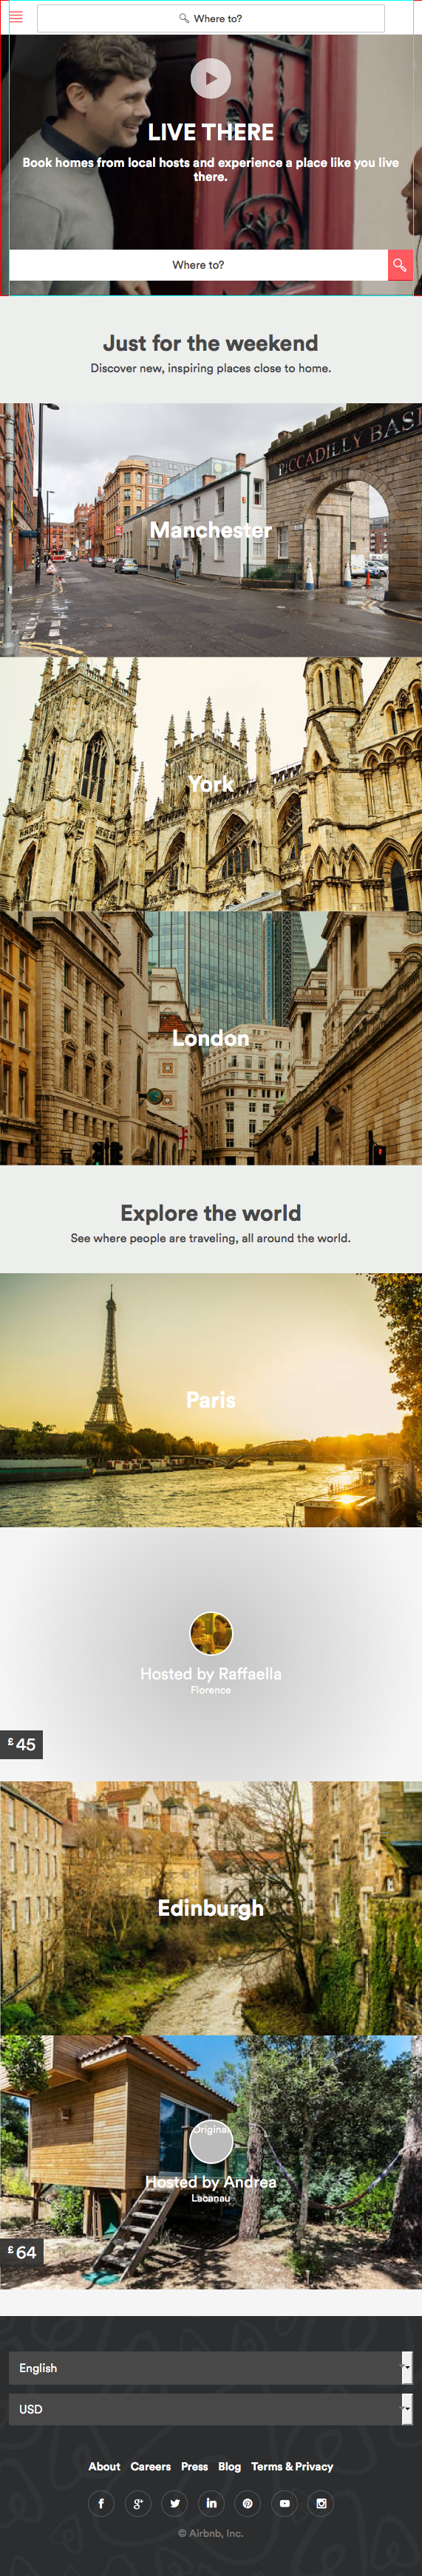 Where to?
LIVE THERE
Book homes from local hosts and experience a place like you live
there.
Where to?
Just for the weekend
Discover new, inspiring places close to home.
PICCADILLY BASI
Manchester
York
London
Explore the world
See where people are traveling, all around the world.
Paris
Hosted by Raffaella
Florence
£45
Edinburgh
Original
Hosted by Andrea
Lacanau
£64
English
USD
About Careers Press Blog Terms & Privacy
© Airbnb, Inc.